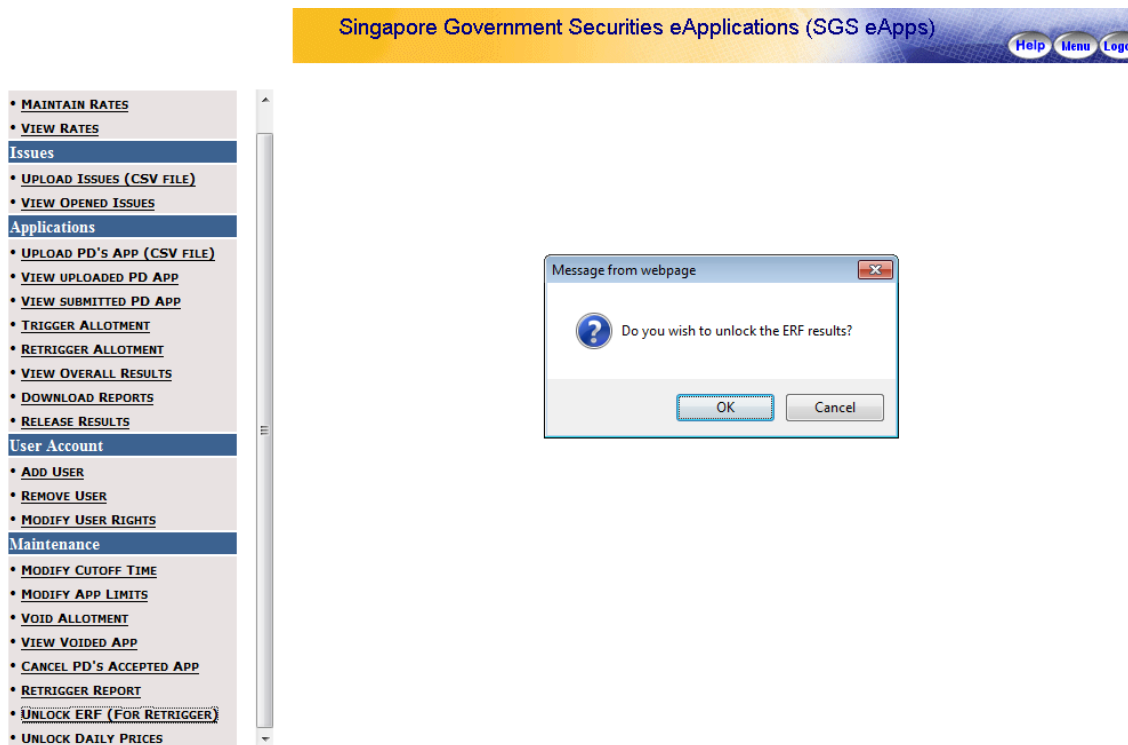 Singapore Government Securities eApplications (SGS eApps)
Help Menu
MAINTAIN RATES
VIEW RATES
Issues
UPLOAD ISSUES (CSV FILE)
VIEW OPENED ISSUES
Applications
UPLOAD PD'S APP (CSV FILE)
VIEW UPLOADED PD APP
VIEW SUBMITTED PD APP
TRIGGER ALLOTMENT
RETRIGGER ALLOTMENT
VIEW OVERALL RESULTS
DOWNLOAD REPORTS
RELEASE RESULTS
User Account
ADD USER
REMOVE USER
MODIFY USER RIGHTS
Maintenance
MODIFY CUTOFF TIME
MODIFY APP LIMITS
VOID ALLOTMENT
VIEW VOIDED APP
CANCEL PD'S ACCEPTED APP
RETRIGGER REPORT
UNLOCK ERF (FOR RETRIGGER)
UNLOCK DAILY PRICES
Message from webpage
Do you wish to unlock the ERF results?
OK Cancel